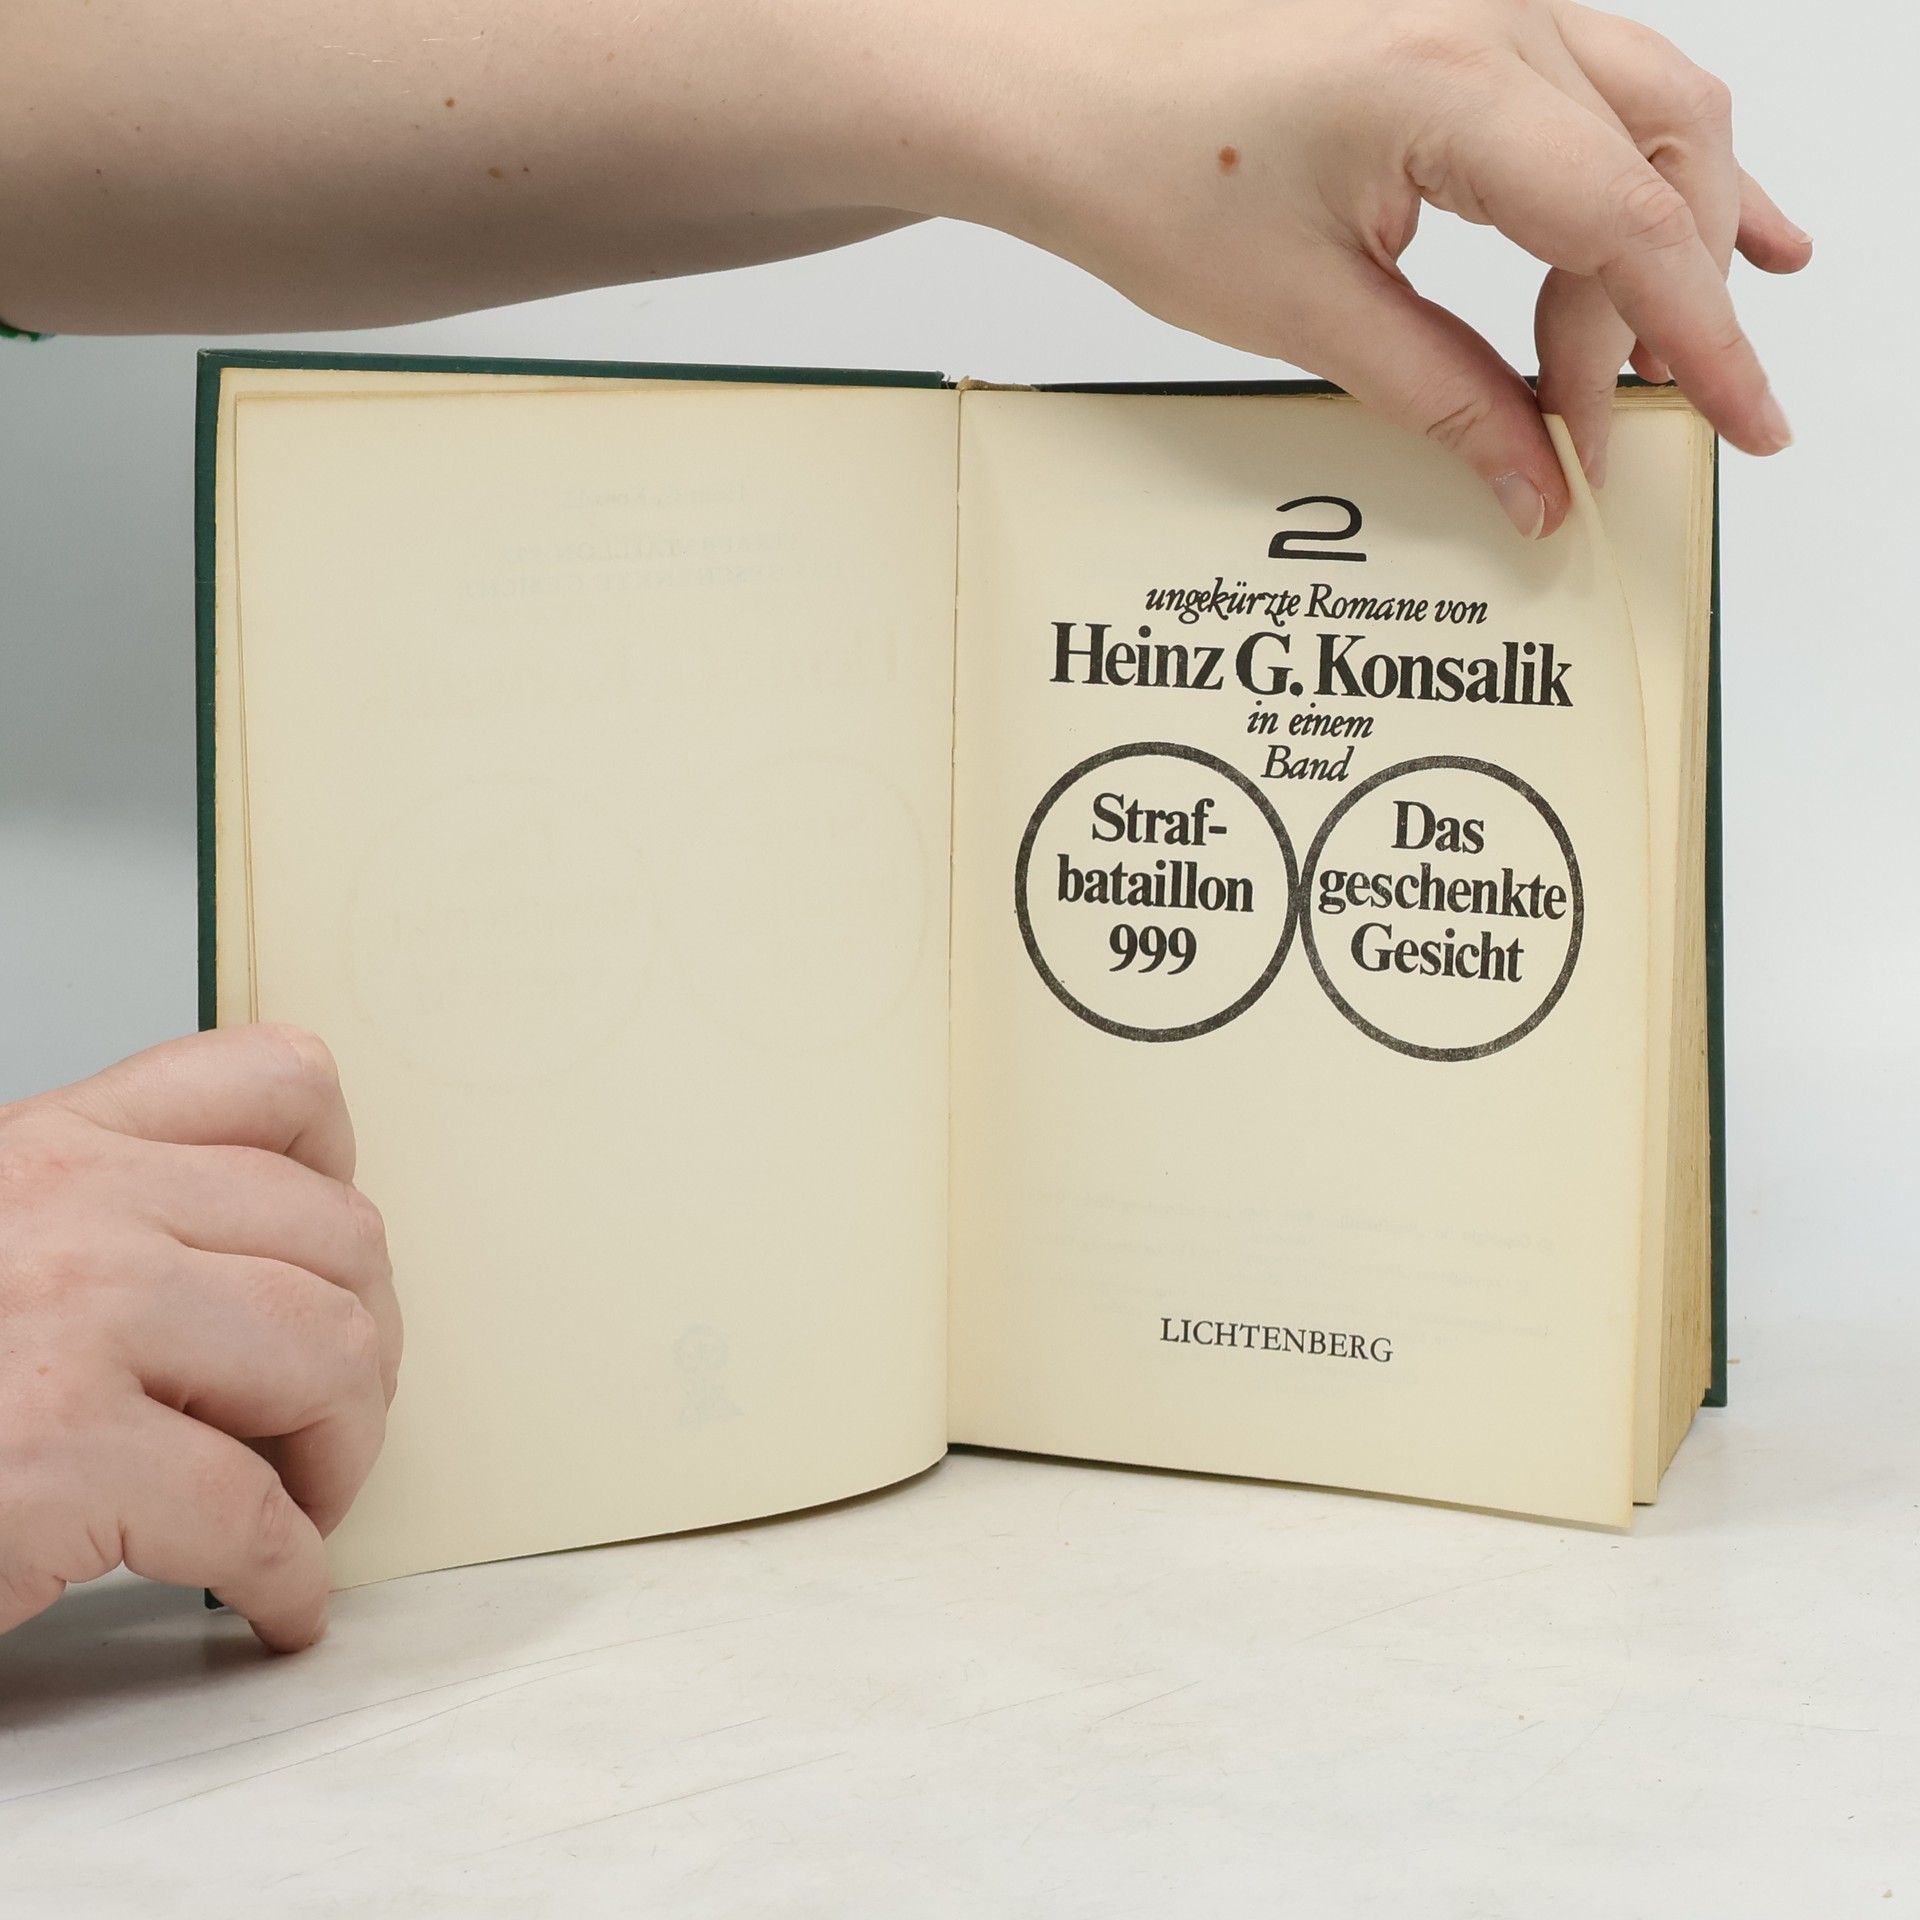 2
ungekürzte Romane von
Heinz G. Konsalik
in einem
Band
Straf-
bataillon
999
Das
geschenkte
Gesicht
LICHTENBERG